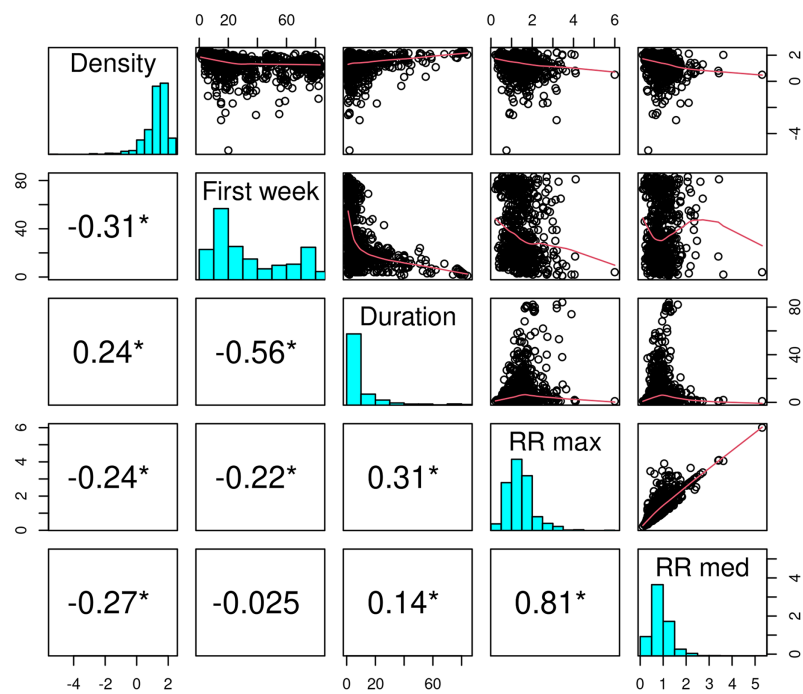 0 20 60
0 2 4 6
Density
-4 0 2
0 40 80
-0.31*
First week
0.24*
-0.56*
Duration
0 40 80
0 2 4 6
-0.24*
-0.22*
0.31*
RR max
-0.27*
-0.025
0.14*
0.81*
RR med
0 2 4
-4 -2 0 2
0 20 60
0 1 2 3 4 5